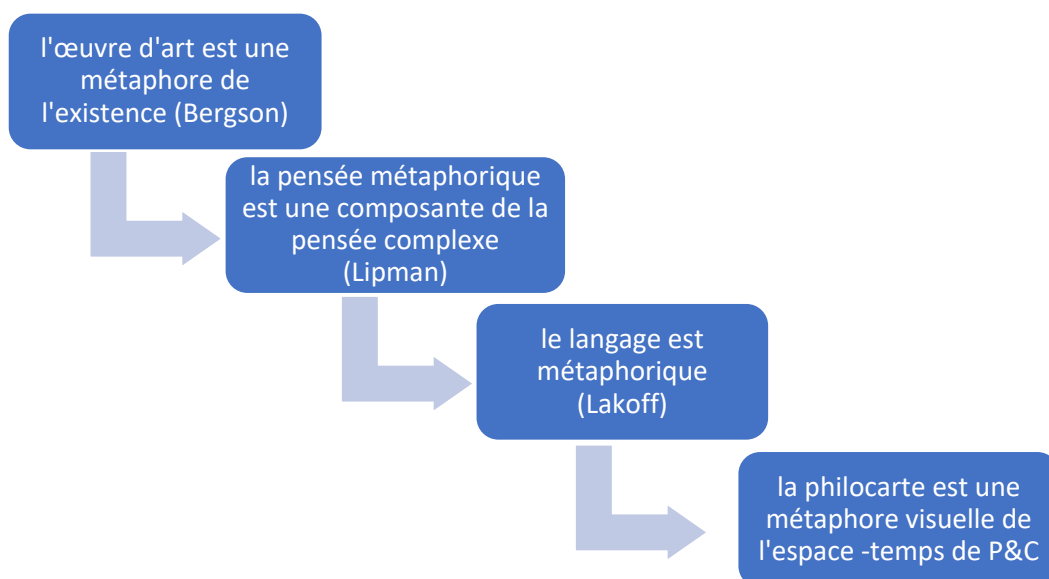 l'œuvre d'art est une
métaphore de
l'existence (Bergson)
la pensée métaphorique
est une composante de la
pensée complexe
(Lipman)
le langage est
métaphorique
(Lakoff)
la philocarte est une
métaphore visuelle de
l'espace -temps de P&C